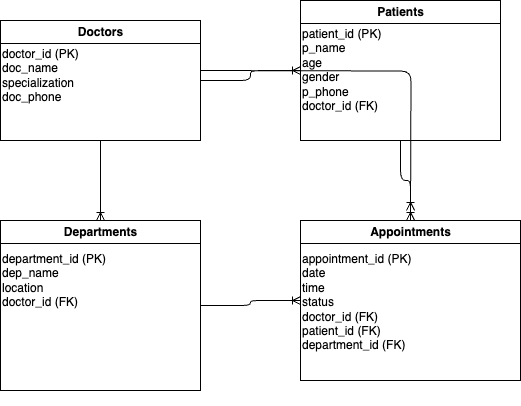 Doctors
doctor_id (PK)
doc_name
specialization
doc_phone
Patients
patient_id (PK)
p_name
age
gender
p_phone
doctor_id (FK)
Departments
department_id (PK)
dep_name
location
doctor_id (FK)
Appointments
appointment_id (PK)
date
time
status
doctor_id (FK)
patient_id (FK)
department_id (FK)